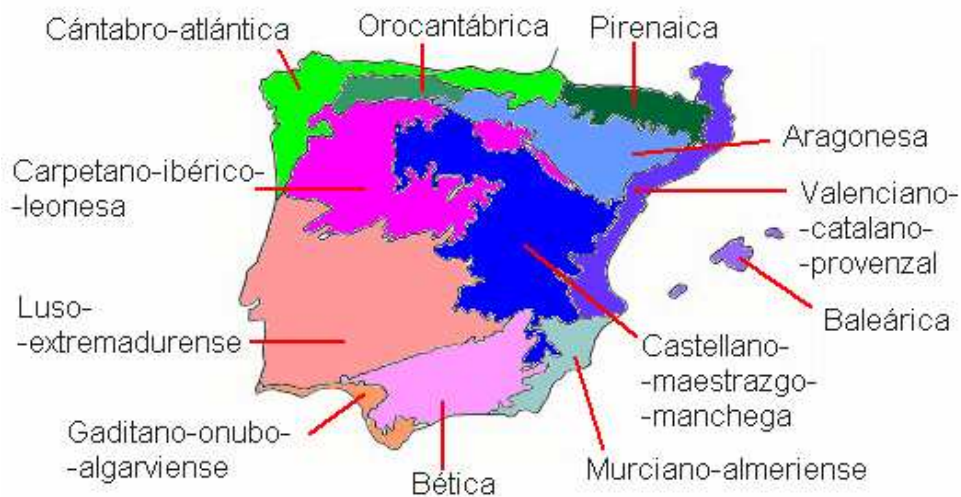 Cántabro-atlántica
Orocantábrica
Pirenaica
Aragonesa
Carpetano-ibérico-
-leonesa
Valenciano-
-catalano-
-provenzal
Baleárica
Luso-
-extremadurense
Castellano-
-maestrazgo-
-manchega
Gaditano-onubo-
-algarviense
Bética
Murciano-almeriense